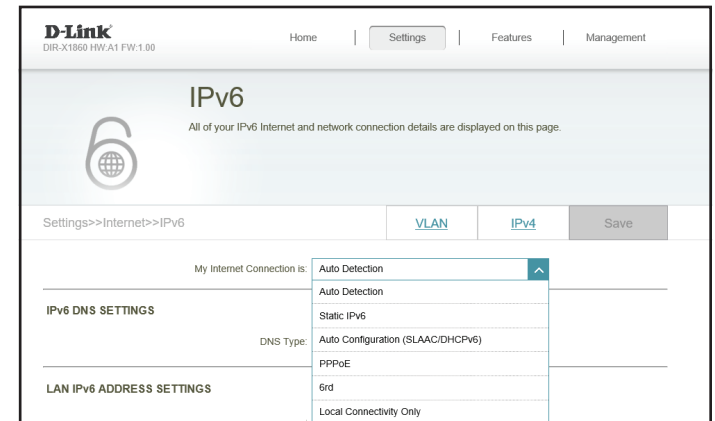 D-Link
DIR-X1860 HW:A1 FW:1.00
Home | Settings | Features | Management
IPv6
All of your IPv6 Internet and network connection details are displayed on this page.
Settings>>Internet>>IPv6 VLAN IPv4 Save
My Internet Connection is: Auto Detection
Auto Detection
IPv6 DNS SETTINGS
Static IPv6
DNS Type: Auto Configuration (SLAAC/DHCPv6)
PPPoE
LAN IPv6 ADDRESS SETTINGS
6rd
Local Connectivity Only